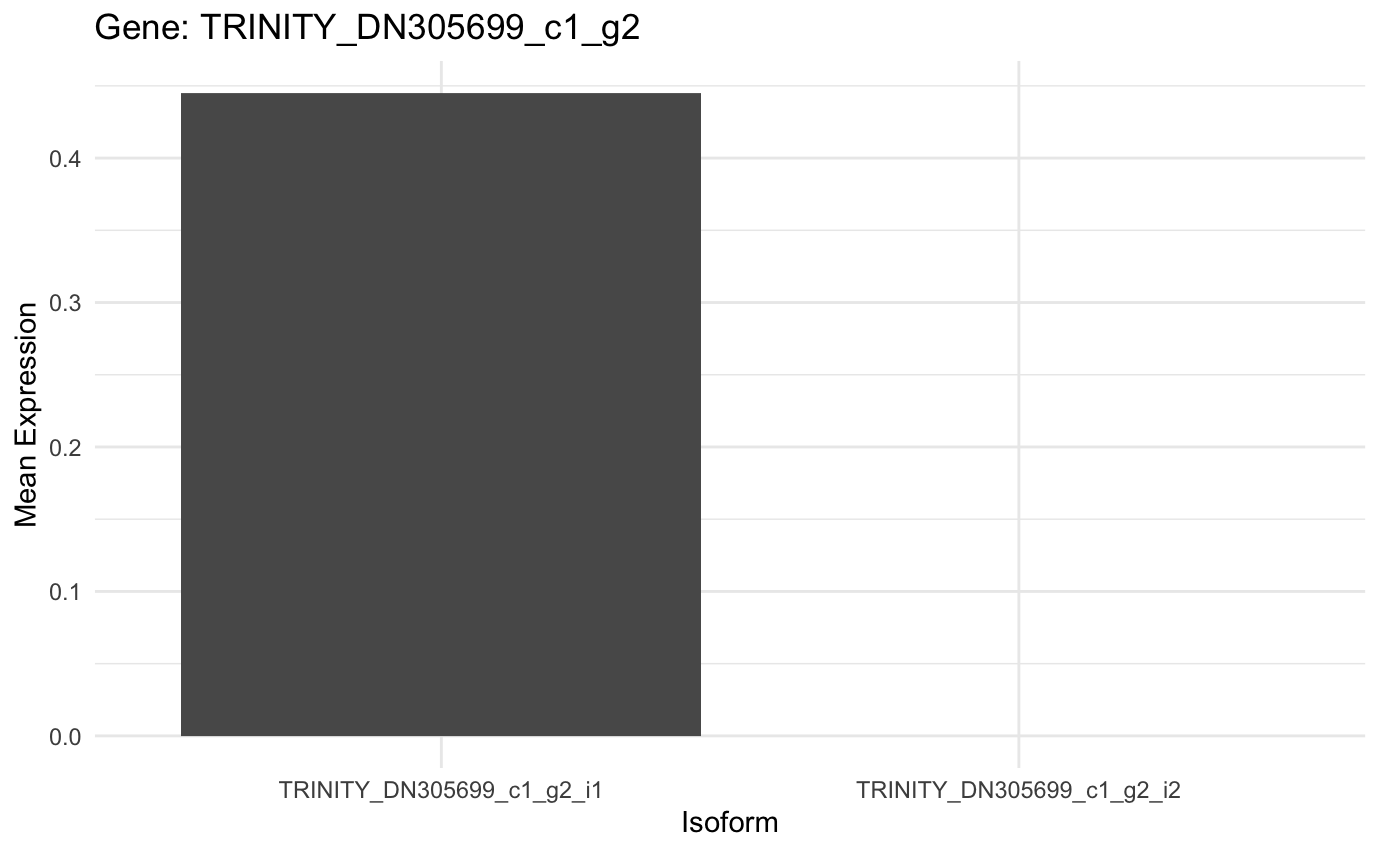 Gene: TRINITY_DN305699_c1_g2
Mean Expression
0.4
0.3
0.2
0.1
0.0
TRINITY_DN305699_c1_g2_i1 TRINITY_DN305699_c1_g2_i2
Isoform